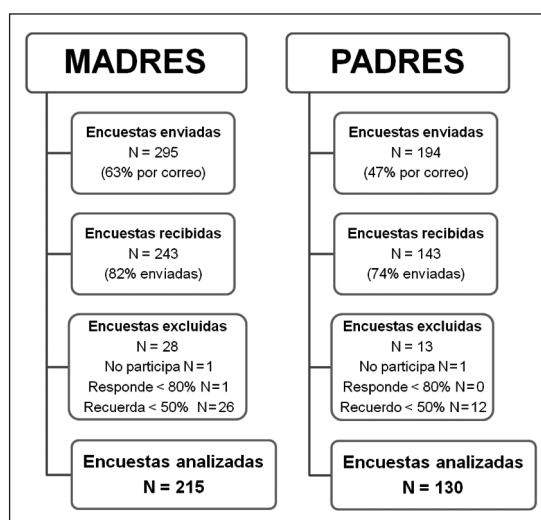 MADRES
Encuestas enviadas
N = 295
(63% por correo)
Encuestas recibidas
N = 243
(82% enviadas)
Encuestas excluidas
N = 28
No participa N=1
Responde < 80% N=1
Recuerda < 50% N=26
Encuestas analizadas
N = 215
PADRES
Encuestas enviadas
N = 194
(47% por correo)
Encuestas recibidas
N = 143
(74% enviadas)
Encuestas excluidas
N = 13
No participa N=1
Responde < 80% N=0
Recuerdo < 50% N=12
Encuestas analizadas
N = 130